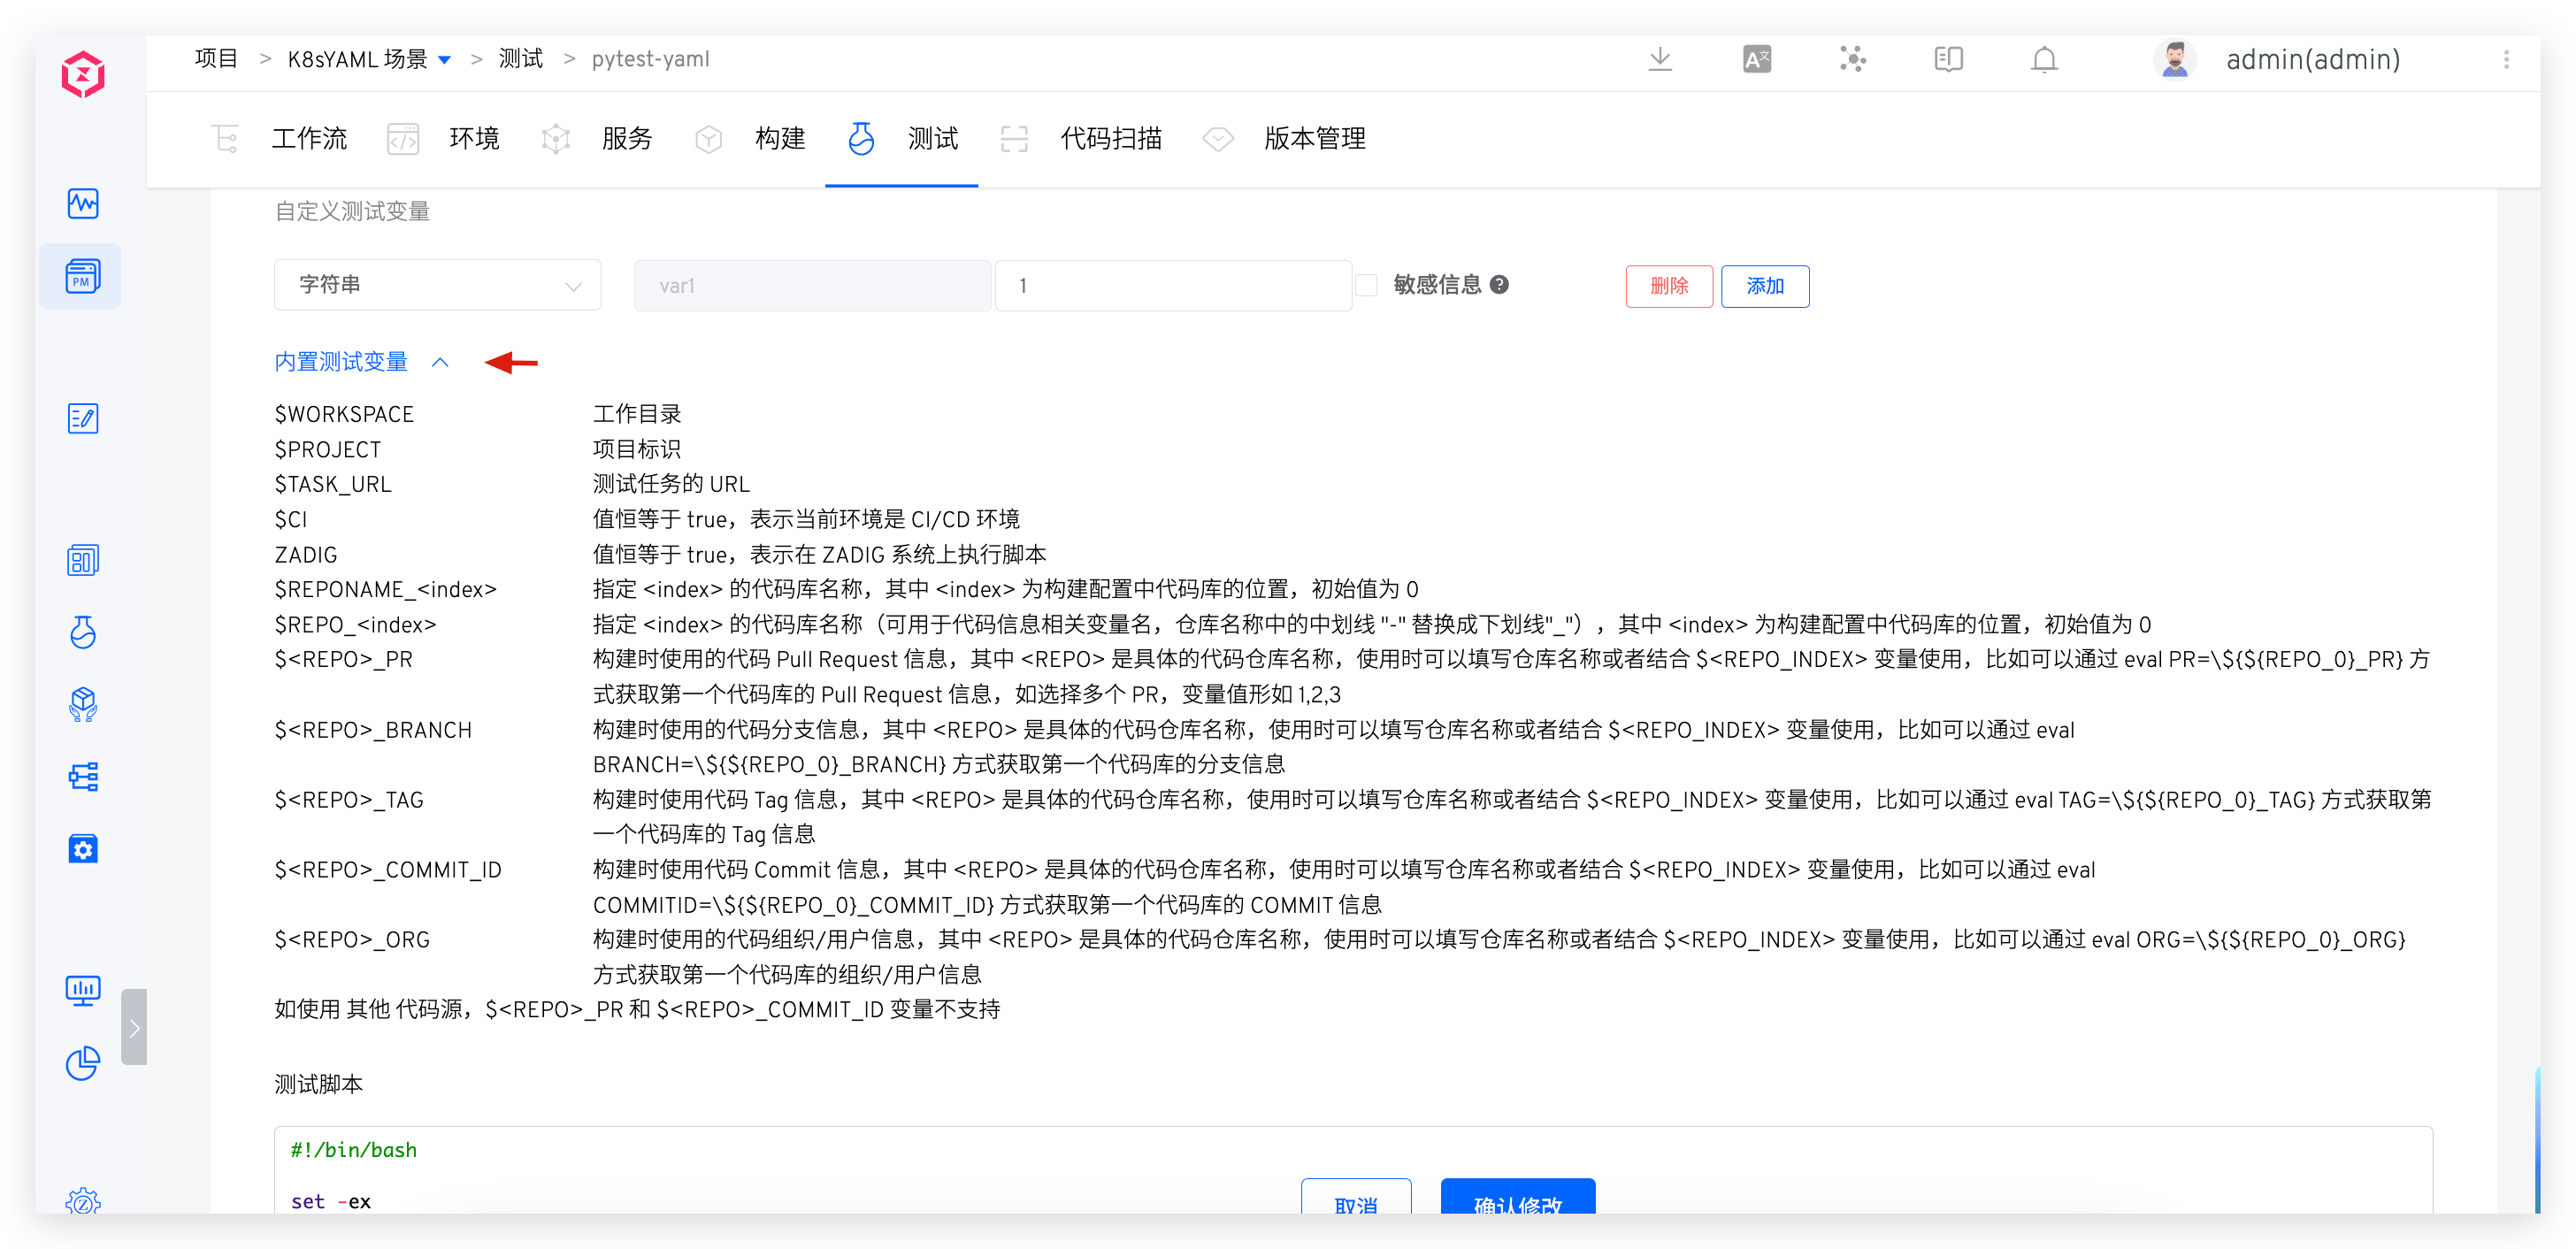 项目 > K8sYAML 场景 > 测试 > pytest-yaml
admin(admin)
工作流 环境 服务 构建 测试 代码扫描 版本管理
PM
自定义测试变量
字符串 var1 1 敏感信息 ? 删除 添加
内置测试变量
$WORKSPACE 工作目录
$PROJECT 项目标识
$TASK_URL 测试任务的 URL
$CI 值恒等于 true，表示当前环境是 CI/CD 环境
ZADIG 值恒等于 true，表示在 ZADIG 系统上执行脚本
$REPONAME_<index> 指定 <index> 的代码库名称，其中 <index> 为构建配置中代码库的位置，初始值为 0
$REPO_<index> 指定 <index> 的代码库名称（可用于代码信息相关变量名，仓库名称中的中划线 "-" 替换成下划线"_"），其中 <index> 为构建配置中代码库的位置，初始值为 0
$<REPO>_PR 构建时使用的代码 Pull Request 信息，其中 <REPO> 是具体的代码仓库名称，使用时可以填写仓库名称或者结合 $<REPO_INDEX> 变量使用，比如可以通过 eval PR=\${${REPO_0}_PR} 方
式获取第一个代码库的 Pull Request 信息，如选择多个 PR，变量值形如 1,2,3
$<REPO>_BRANCH 构建时使用的代码分支信息，其中 <REPO> 是具体的代码仓库名称，使用时可以填写仓库名称或者结合 $<REPO_INDEX> 变量使用，比如可以通过 eval
BRANCH=\${${REPO_0}_BRANCH} 方式获取第一个代码库的分支信息
$<REPO>_TAG 构建时使用代码 Tag 信息，其中 <REPO> 是具体的代码仓库名称，使用时可以填写仓库名称或者结合 $<REPO_INDEX> 变量使用，比如可以通过 eval TAG=\${${REPO_0}_TAG} 方式获取第
一个代码库的 Tag 信息
$<REPO>_COMMIT_ID 构建时使用代码 Commit 信息，其中 <REPO> 是具体的代码仓库名称，使用时可以填写仓库名称或者结合 $<REPO_INDEX> 变量使用，比如可以通过 eval
COMMITID=\${${REPO_0}_COMMIT_ID} 方式获取第一个代码库的 COMMIT 信息
$<REPO>_ORG 构建时使用的代码组织/用户信息，其中 <REPO> 是具体的代码仓库名称，使用时可以填写仓库名称或者结合 $<REPO_INDEX> 变量使用，比如可以通过 eval ORG=\${${REPO_0}_ORG}
方式获取第一个代码库的组织/用户信息
如使用 其他 代码源，$<REPO>_PR 和 $<REPO>_COMMIT_ID 变量不支持
测试脚本
#!/bin/bash
set -ex
取消 确认修改